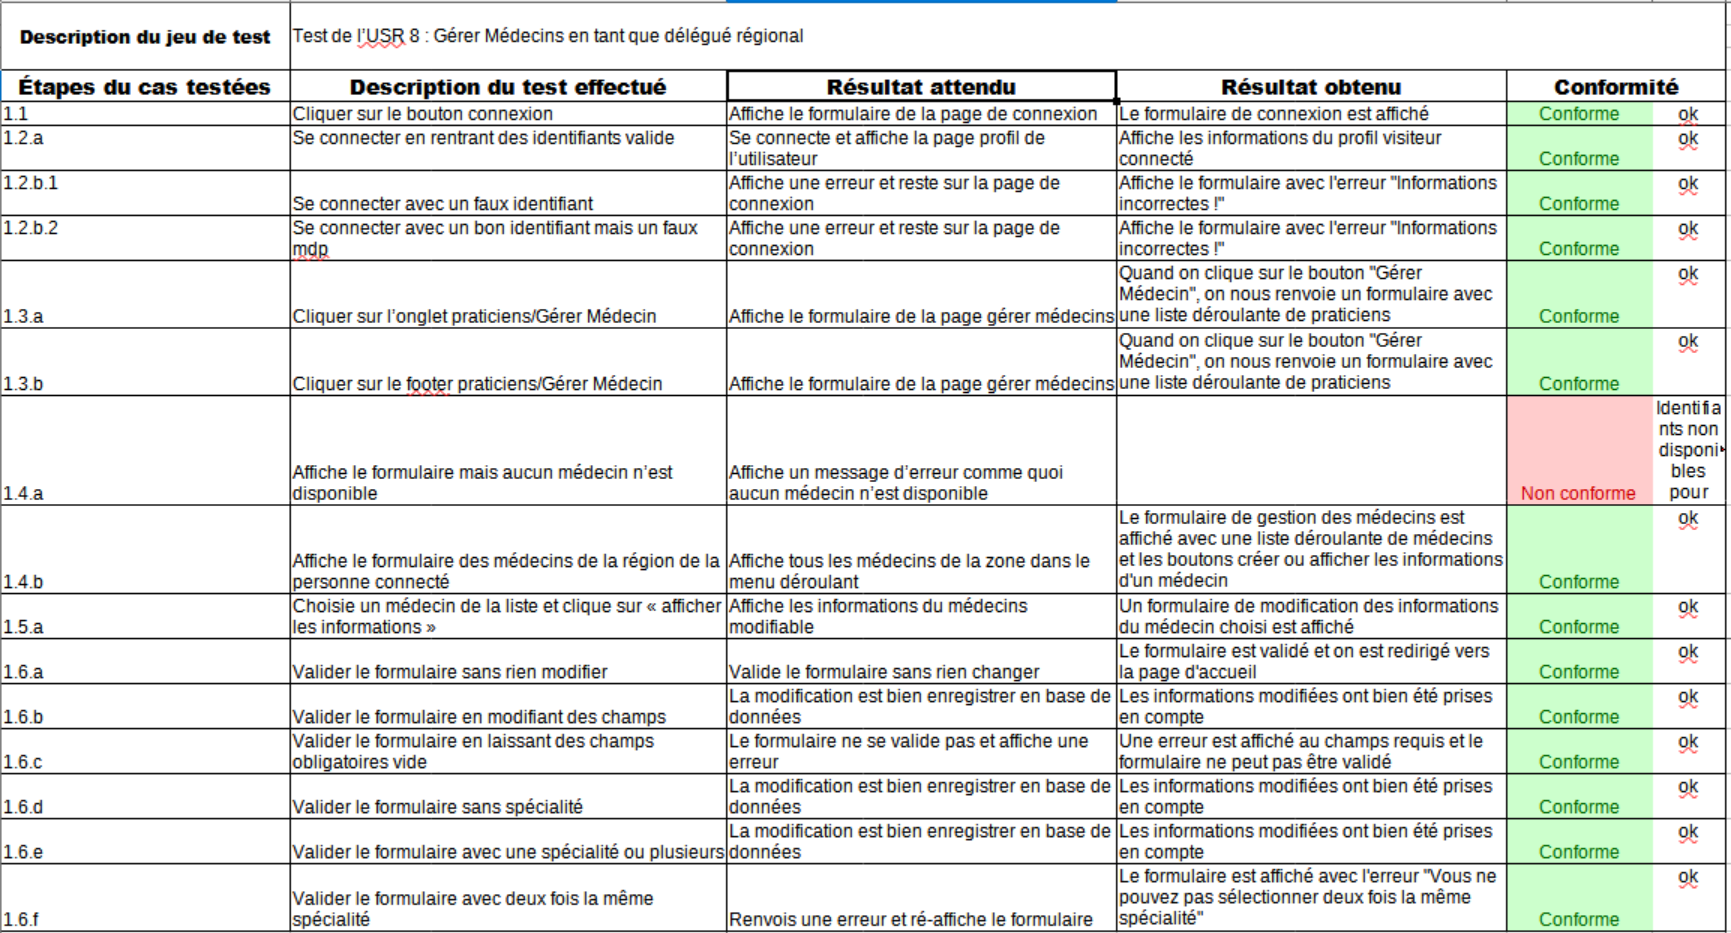 Description du jeu de test
Test de l’USR 8 : Gérer Médecins en tant que délégué régional
Étapes du cas testées
Description du test effectué
Résultat attendu
Résultat obtenu
Conformité
1.1
Cliquer sur le bouton connexion
Affiche le formulaire de la page de connexion
Le formulaire de connexion est affiché
Conforme
ok
1.2.a
Se connecter en rentrant des identifiants valide
Se connecte et affiche la page profil de
l’utilisateur
Affiche les informations du profil visiteur
connecté
Conforme
ok
1.2.b.1
Se connecter avec un faux identifiant
Affiche une erreur et reste sur la page de
connexion
Affiche le formulaire avec l'erreur "Informations
incorrectes !"
Conforme
ok
1.2.b.2
Se connecter avec un bon identifiant mais un faux
mdp
Affiche une erreur et reste sur la page de
connexion
Affiche le formulaire avec l'erreur "Informations
incorrectes !"
Conforme
ok
1.3.a
Cliquer sur l’onglet praticiens/Gérer Médecin
Affiche le formulaire de la page gérer médecins
Quand on clique sur le bouton "Gérer
Médecin", on nous renvoie un formulaire avec
une liste déroulante de praticiens
Conforme
ok
1.3.b
Cliquer sur le footer praticiens/Gérer Médecin
Affiche le formulaire de la page gérer médecins
Quand on clique sur le bouton "Gérer
Médecin", on nous renvoie un formulaire avec
une liste déroulante de praticiens
Conforme
ok
1.4.a
Affiche le formulaire mais aucun médecin n’est
disponible
Affiche un message d’erreur comme quoi
aucun médecin n’est disponible
Non conforme
Identifia
nts non
disponi
bles
pour
1.4.b
Affiche le formulaire des médecins de la région de la
personne connecté
Affiche tous les médecins de la zone dans le
menu déroulant
Le formulaire de gestion des médecins est
affiché avec une liste déroulante de médecins
et les boutons créer ou afficher les informations
d'un médecin
Conforme
ok
1.5.a
Choisie un médecin de la liste et clique sur « afficher
les informations »
Affiche les informations du médecins
modifiable
Un formulaire de modification des informations
du médecin choisi est affiché
Conforme
ok
1.6.a
Valider le formulaire sans rien modifier
Valide le formulaire sans rien changer
Le formulaire est validé et on est redirigé vers
la page d'accueil
Conforme
ok
1.6.b
Valider le formulaire en modifiant des champs
La modification est bien enregistrer en base de
données
Les informations modifiées ont bien été prises
en compte
Conforme
ok
1.6.c
Valider le formulaire en laissant des champs
obligatoires vide
Le formulaire ne se valide pas et affiche une
erreur
Une erreur est affiché au champs requis et le
formulaire ne peut pas être validé
Conforme
ok
1.6.d
Valider le formulaire sans spécialité
La modification est bien enregistrer en base de
données
Les informations modifiées ont bien été prises
en compte
Conforme
ok
1.6.e
Valider le formulaire avec une spécialité ou plusieurs
La modification est bien enregistrer en base de
données
Les informations modifiées ont bien été prises
en compte
Conforme
ok
1.6.f
Valider le formulaire avec deux fois la même
spécialité
Renvois une erreur et ré-affiche le formulaire
Le formulaire est affiché avec l'erreur "Vous ne
pouvez pas sélectionner deux fois la même
spécialité"
Conforme
ok